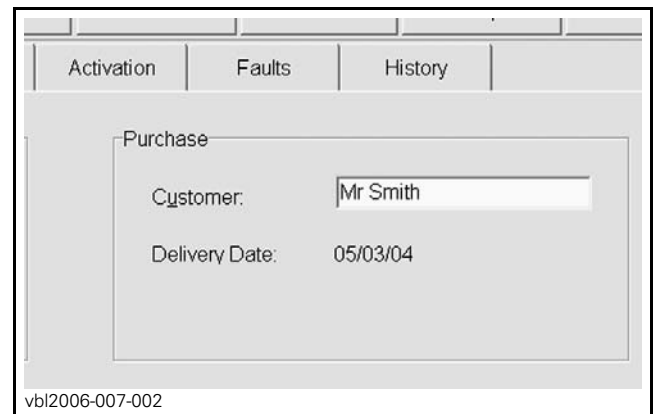 Activation Faults History
Purchase
Customer: Mr Smith
Delivery Date: 05/03/04
vbl2006-007-002